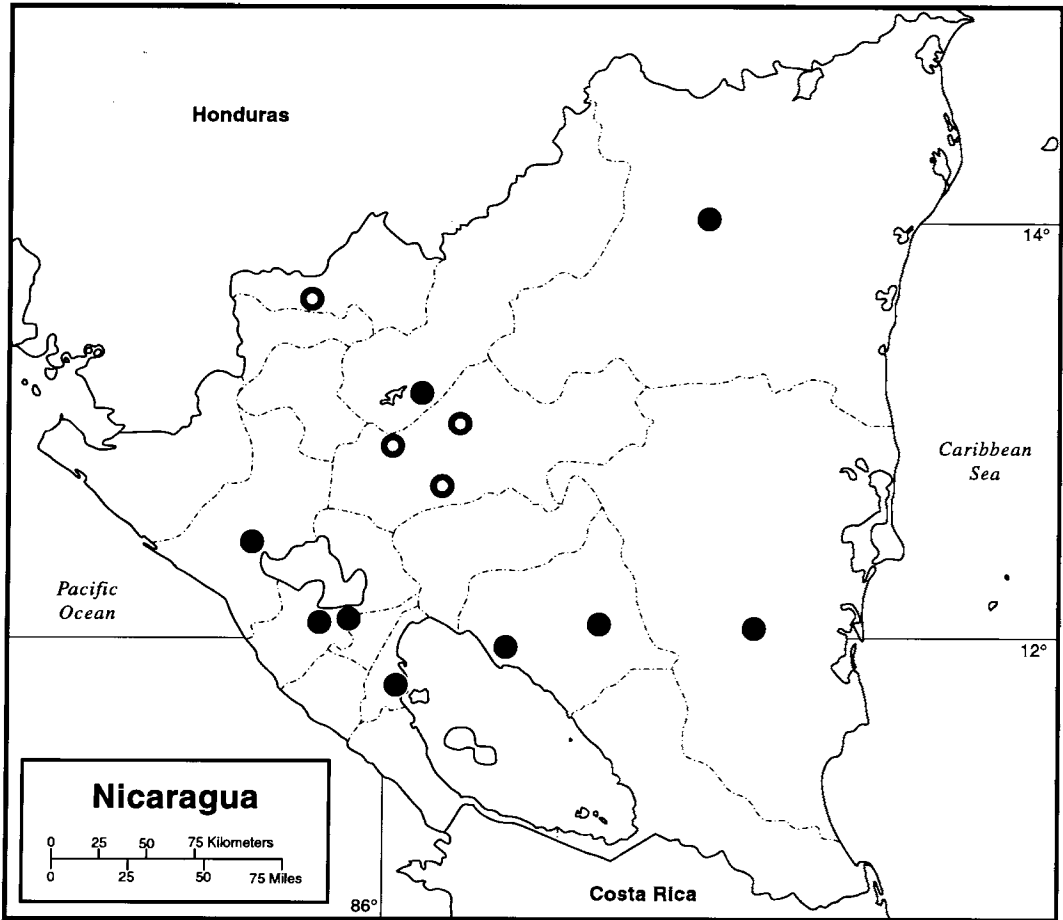 Honduras
14°
Caribbean
Sea
Pacific
Ocean
12°
Nicaragua
0 25 50 75 Kilometers
0 25 50 75 Miles
86°
Costa Rica